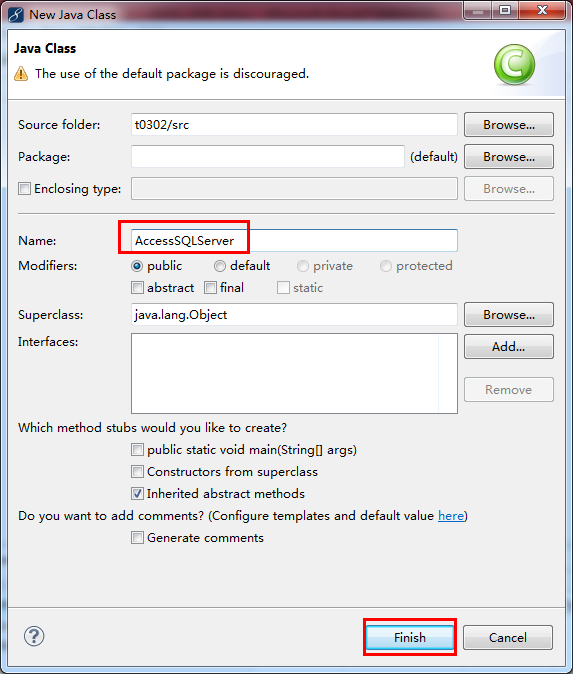 New Java Class
Java Class
The use of the default package is discouraged.
Source folder: t0302/src Browse...
Package: (default) Browse...
Enclosing type: Browse...
Name: AccessSQLServer
Modifiers: public default private protected
abstract final static
Superclass: java.lang.Object Browse...
Interfaces: Add...
Remove
Which method stubs would you like to create?
public static void main(String[] args)
Constructors from superclass
Inherited abstract methods
Do you want to add comments? (Configure templates and default value here)
Generate comments
? Finish Cancel